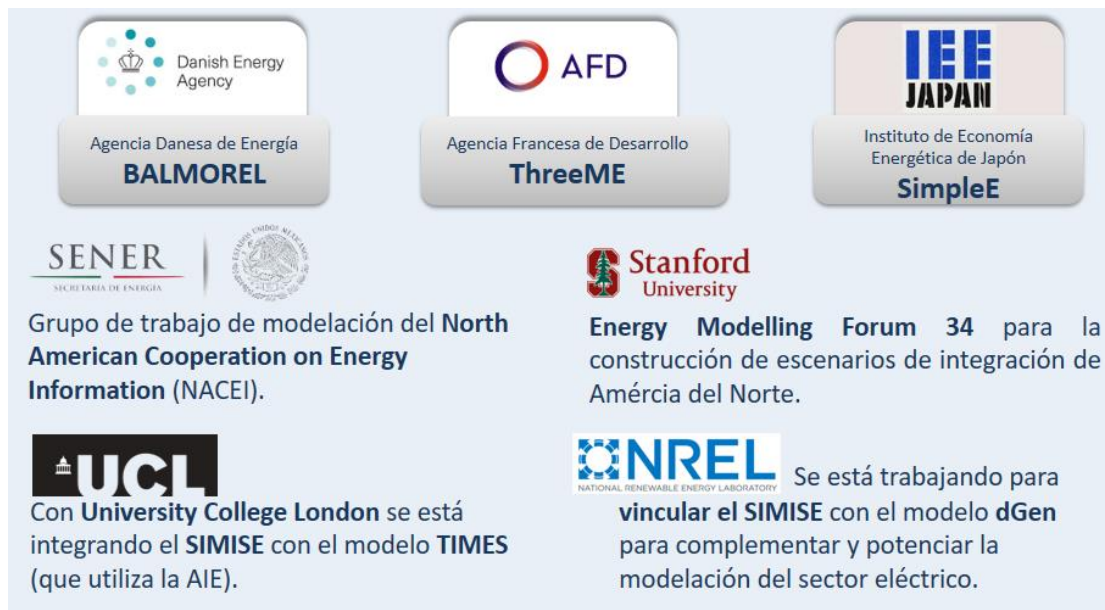 Danish Energy
Agency
Agencia Danesa de Energía
BALMOREL
AFD
Agencia Francesa de Desarrollo
ThreeME
IEE
JAPAN
Instituto de Economía
Energética de Japón
SimpleE
SENER
SECRETARÍA DE ENERGÍA
ESTADOS UNIDOS MEXICANOS
Grupo de trabajo de modelación del North
American Cooperation on Energy
Information (NACEI).
Stanford
University
Energy Modelling Forum 34 para la
construcción de escenarios de integración de
Amércia del Norte.
UCL
Con University College London se está
integrando el SIMISE con el modelo TIMES
(que utiliza la AIE).
NREL
NATIONAL RENEWABLE ENERGY LABORATORY
Se está trabajando para
vincular el SIMISE con el modelo dGen
para complementar y potenciar la
modelación del sector eléctrico.